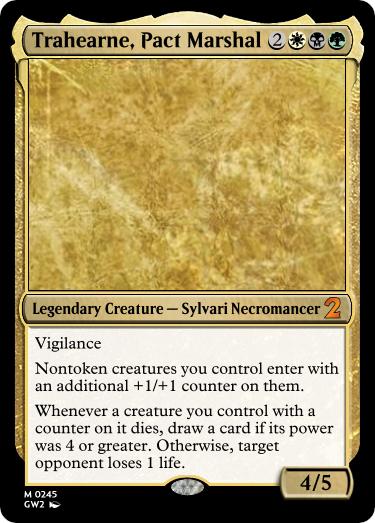 Trahearne, Pact Marshal 2
Legendary Creature — Sylvari Necromancer 2
Vigilance
Nontoken creatures you control enter with
an additional +1/+1 counter on them.
Whenever a creature you control with a
counter on it dies, draw a card if its power
was 4 or greater. Otherwise, target
opponent loses 1 life.
4/5
M 0245
GW2